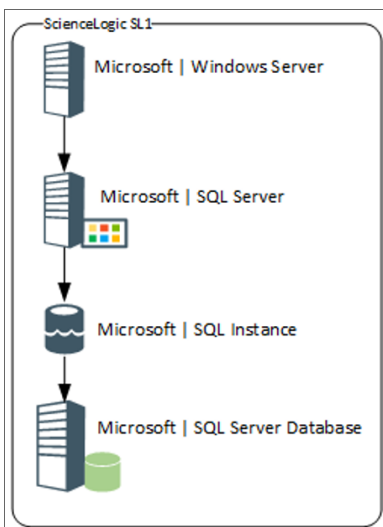 ScienceLogic SL1
Microsoft | Windows Server
Microsoft | SQL Server
Microsoft | SQL Instance
Microsoft | SQL Server Database